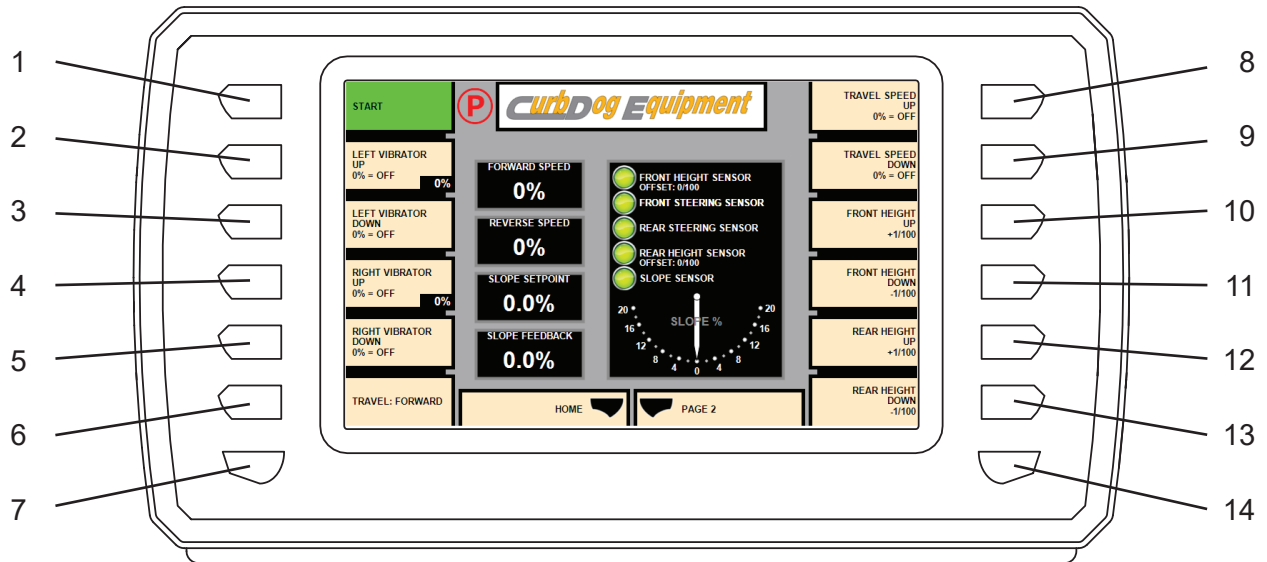 1
2
3
4
5
6
7
START
LEFT VIBRATOR
UP
0% = OFF
0%
LEFT VIBRATOR
DOWN
0% = OFF
RIGHT VIBRATOR
UP
0% = OFF
0%
RIGHT VIBRATOR
DOWN
0% = OFF
TRAVEL: FORWARD
P
CurbDog Equipment
FORWARD SPEED
0%
REVERSE SPEED
0%
SLOPE SETPOINT
0.0%
SLOPE FEEDBACK
0.0%
FRONT HEIGHT SENSOR
OFFSET: 0/100
FRONT STEERING SENSOR
REAR STEERING SENSOR
REAR HEIGHT SENSOR
OFFSET: 0/100
SLOPE SENSOR
SLOPE %
20 16 12 8 4 0 4 8 12 16 20
HOME
PAGE 2
TRAVEL SPEED
UP
0% = OFF
TRAVEL SPEED
DOWN
0% = OFF
FRONT HEIGHT
UP
+1/100
FRONT HEIGHT
DOWN
-1/100
REAR HEIGHT
UP
+1/100
REAR HEIGHT
DOWN
-1/100
8
9
10
11
12
13
14